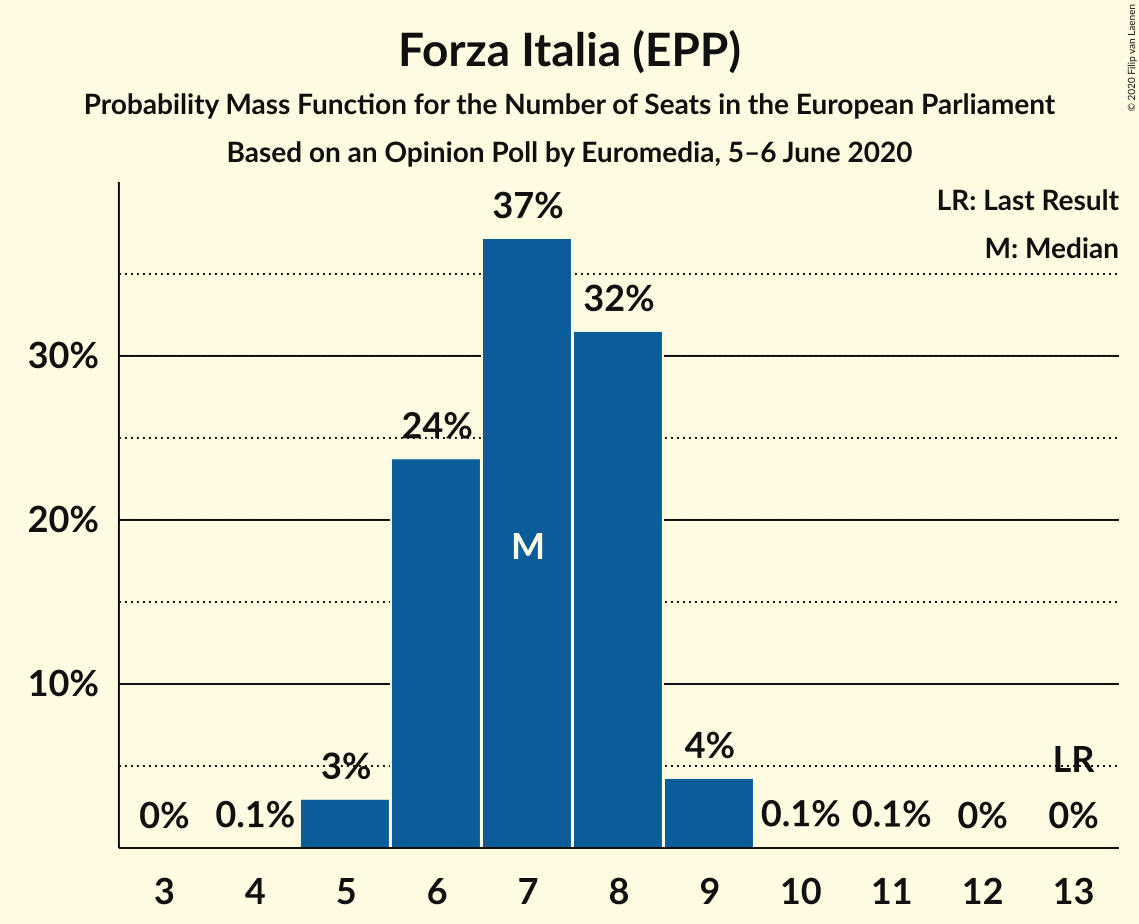 Forza Italia (EPP)
Probability Mass Function for the Number of Seats in the European Parliament
Based on an Opinion Poll by Euromedia, 5–6 June 2020
© 2020 Filip van Laenen
LR: Last Result
M: Median
37%
32%
30%
24%
20%
M
10%
4%
LR
3%
0% 0.1% 0.1% 0.1% 0% 0%
3 4 5 6 7 8 9 10 11 12 13